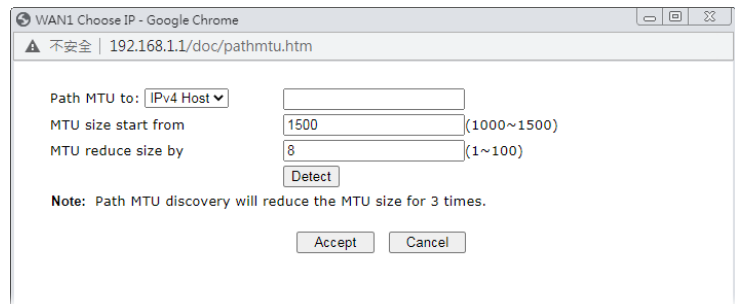 WAN1 Choose IP - Google Chrome
不安全 | 192.168.1.1/doc/pathmtu.htm
Path MTU to: IPv4 Host
MTU size start from 1500 (1000~1500)
MTU reduce size by 8 (1~100)
Detect
Note: Path MTU discovery will reduce the MTU size for 3 times.
Accept Cancel